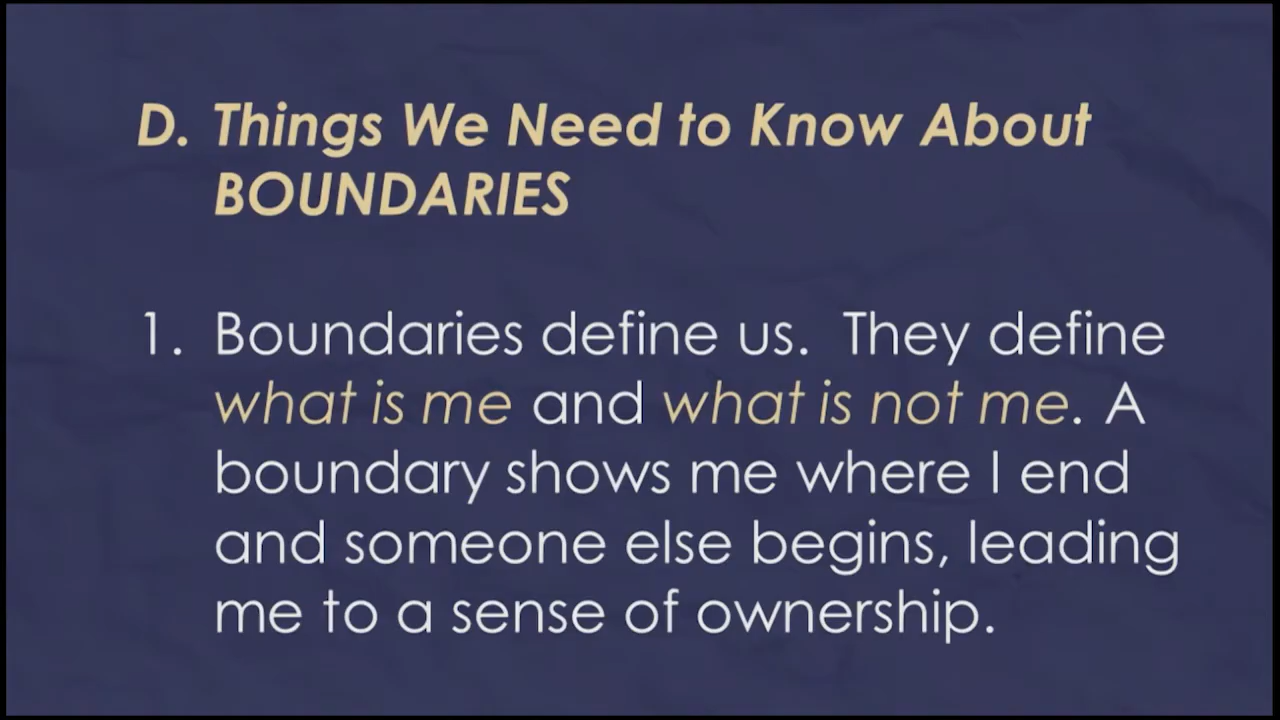 D. Things We Need to Know About
BOUNDARIES
1. Boundaries define us. They define
what is me and what is not me. A
boundary shows me where I end
and someone else begins, leading
me to a sense of ownership.